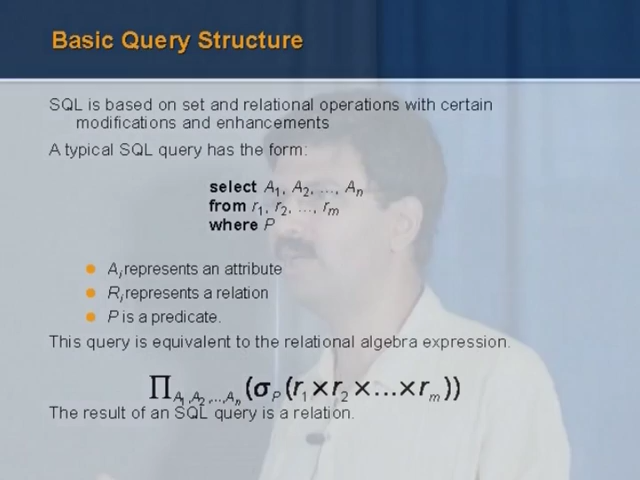 Basic Query Structure
SQL is based on set and relational operations with certain
modifications and enhancements
A typical SQL query has the form:
select A₁, A₂, ..., Aₙ
from r₁, r₂, ..., rₘ
where P
Aᵢ represents an attribute
Rᵢ represents a relation
P is a predicate.
This query is equivalent to the relational algebra expression.
∏A₁,A₂,..,Aₙ(σP(r₁×r₂×...×rₘ))
The result of an SQL query is a relation.